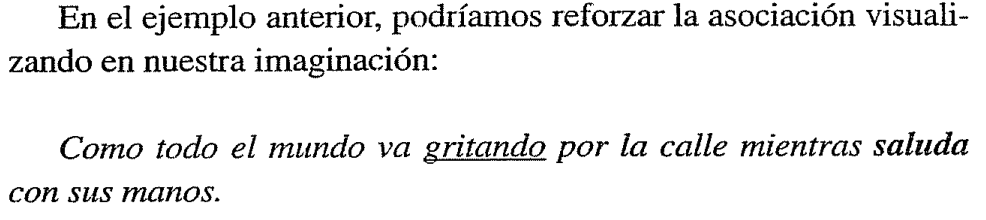 En el ejemplo anterior, podríamos reforzar la asociación visuali-
zando en nuestra imaginación:
Como todo el mundo va gritando por la calle mientras saluda
con sus manos.